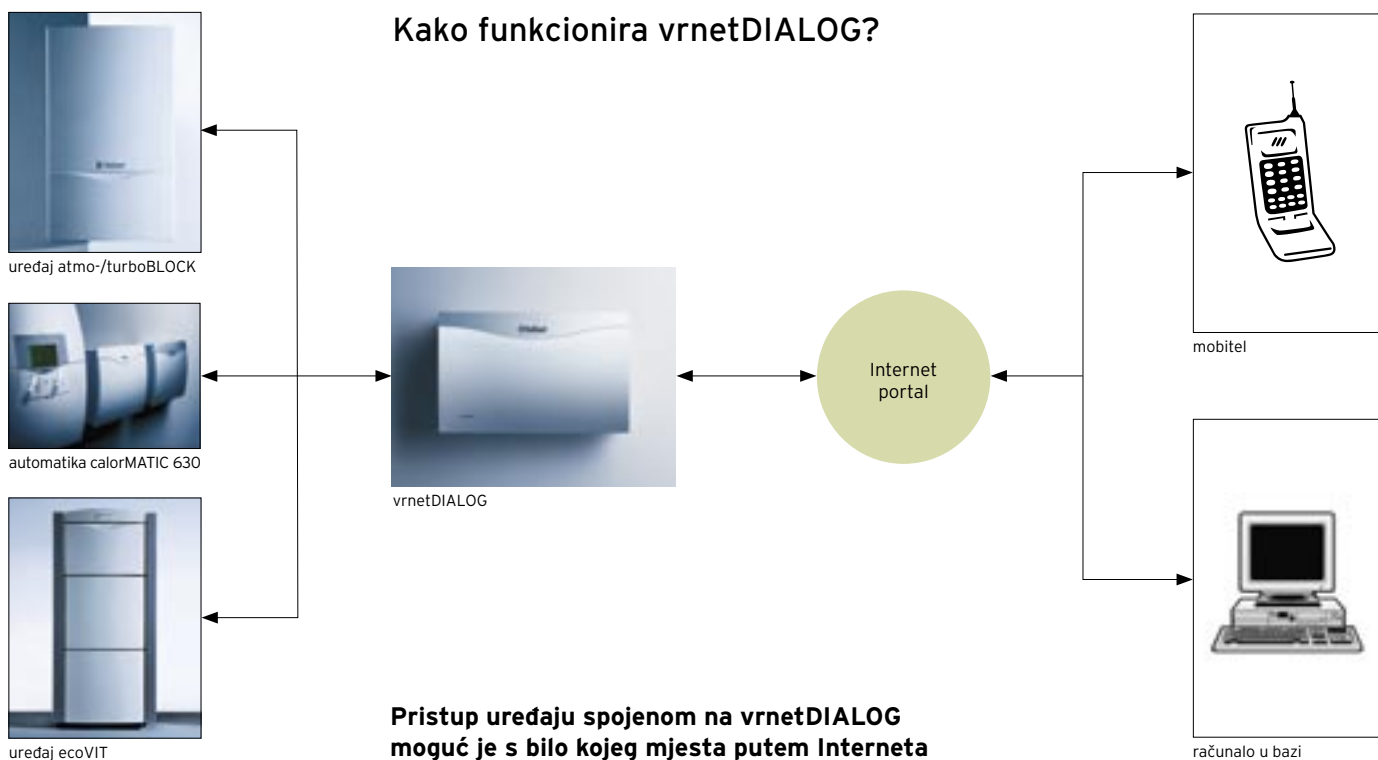 Kako funkcionira vrnetDIALOG?
uređaj atmo-/turboBLOCK
automatika calorMATIC 630
uređaj ecoVIT
vrnetDIALOG
Internet
portal
mobitel
računalo u bazi
Pristup uređaju spojenom na vrnetDIALOG
moguć je s bilo kojeg mjesta putem Interneta